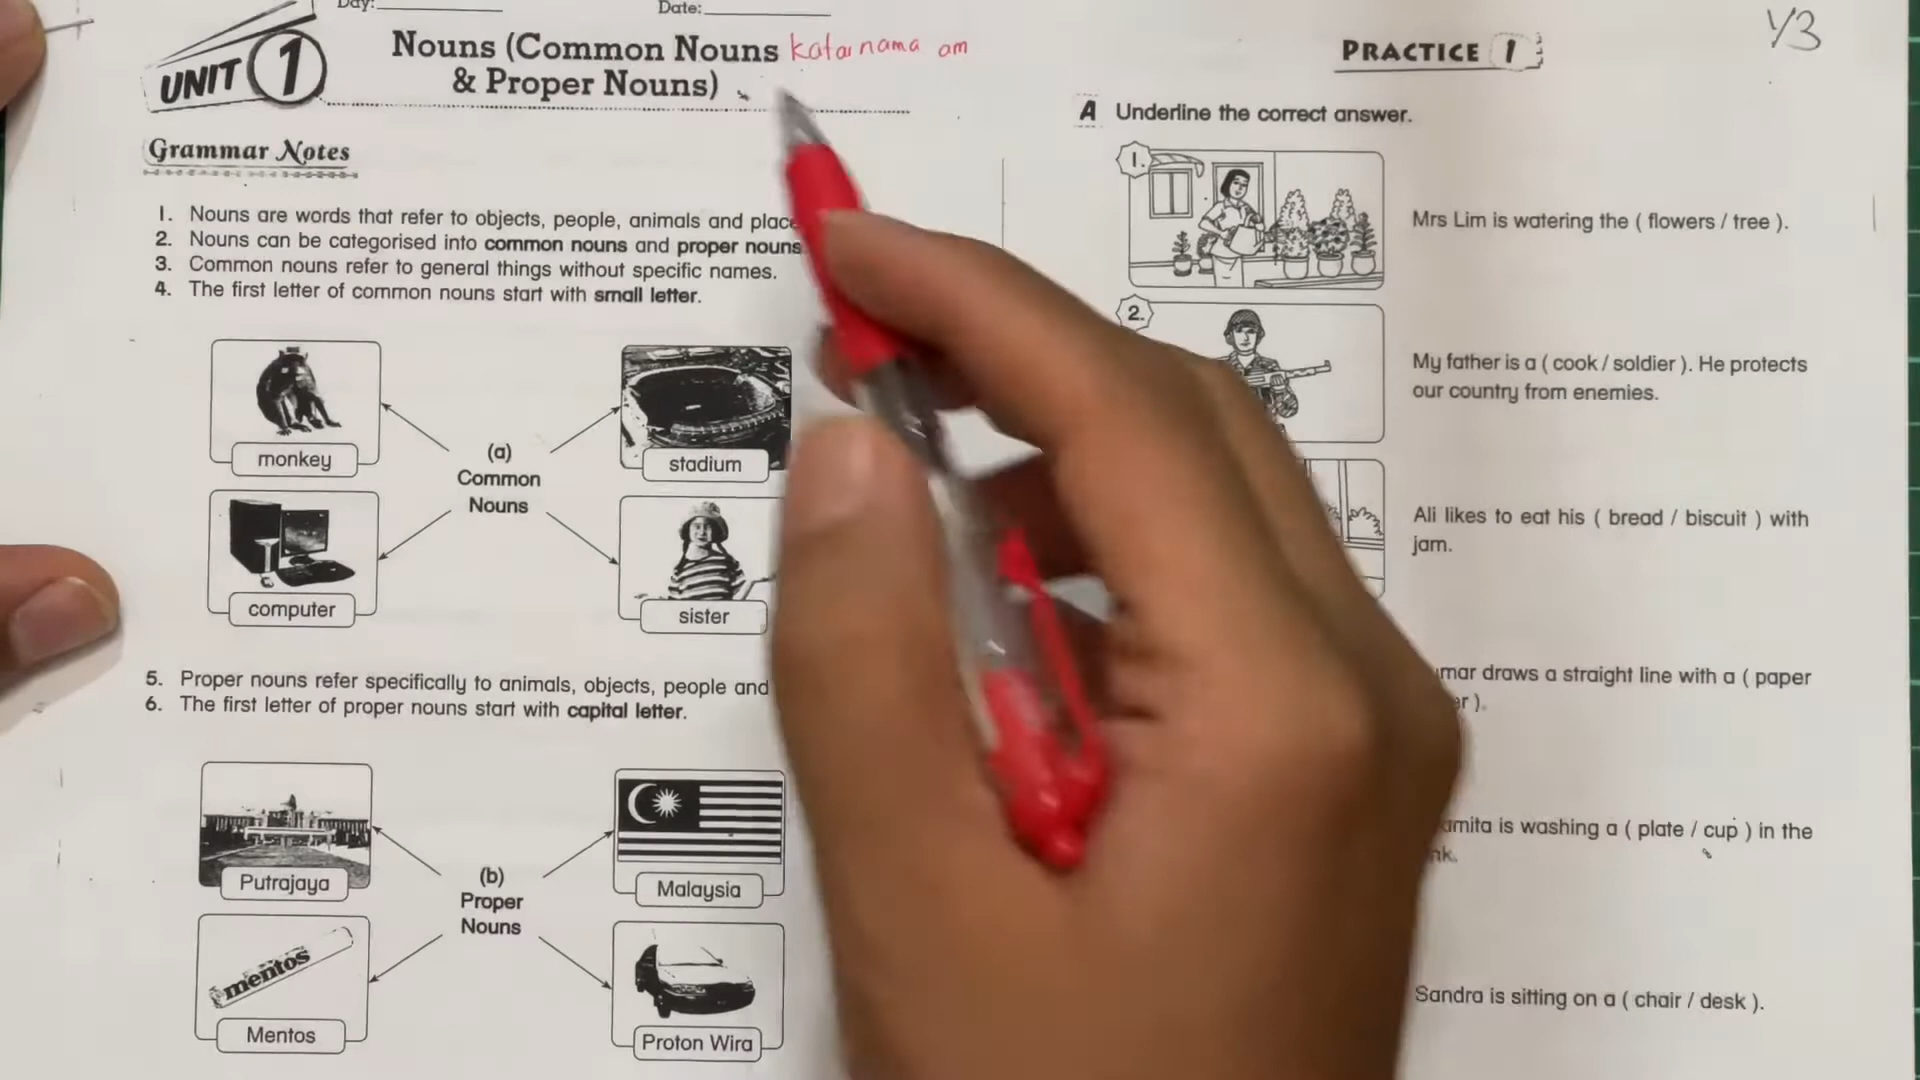 Day:
Date:
UNIT 1
Nouns (Common Nouns kata nama am
& Proper Nouns)
Grammar Notes
1. Nouns are words that refer to objects, people, animals and
2. Nouns can be categorised into common nouns and proper nouns
3. Common nouns refer to general things without specific names.
4. The first letter of common nouns start with small letter.
monkey
stadium
(a)
Common
Nouns
computer
sister
5. Proper nouns refer specifically to animals, objects, people and
6. The first letter of proper nouns start with capital letter.
Putrajaya
Malaysia
(b)
Proper
Nouns
mentos
Mentos
Proton Wira
1/3
PRACTICE 1
A Underline the correct answer.
1.
Mrs Lim is watering the ( flowers / tree ).
2.
My father is a ( cook / soldier ). He protects
our country from enemies.
Ali likes to eat his ( bread / biscuit ) with
jam.
draws a straight line with a ( paper
).
is washing a ( plate / cup ) in the
Sandra is sitting on a ( chair / desk ).